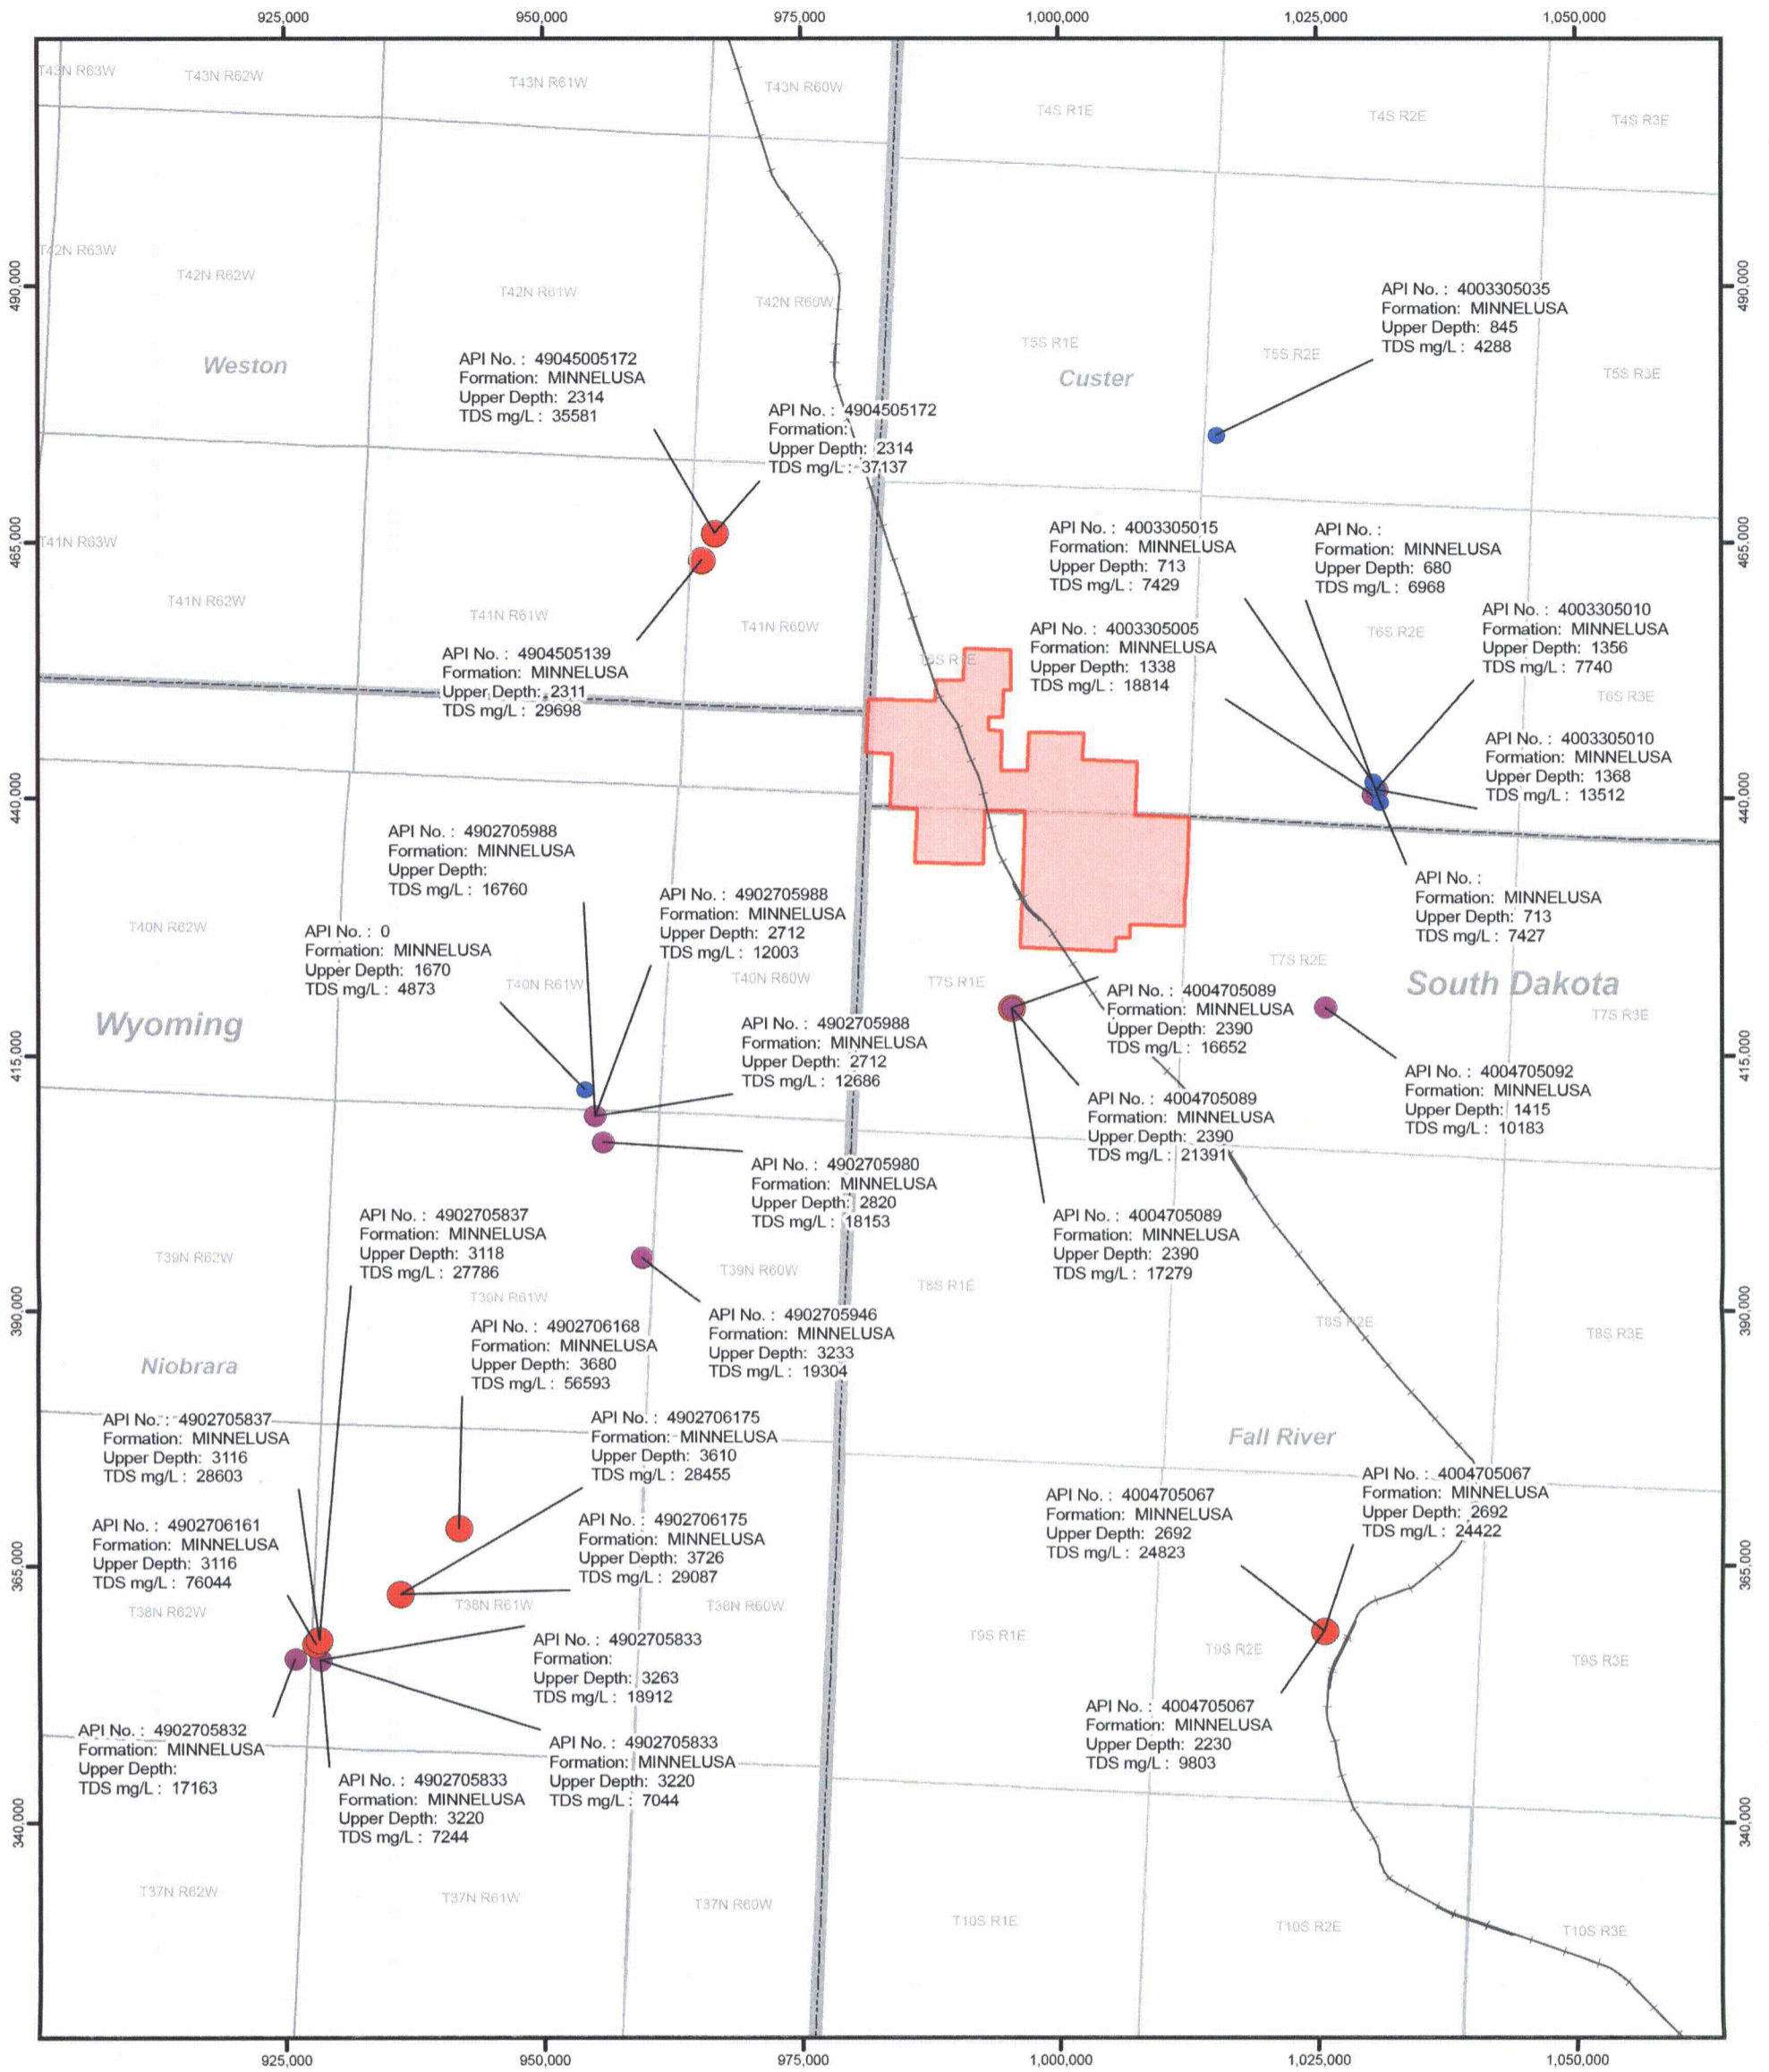 925,000
950,000
975,000
1,000,000
1,025,000
1,050,000
T43N R63W
T43N R62W
T43N R61W
T43N R60W
T4S R1E
T4S R2E
T4S R3E
T42N R63W
T42N R62W
T42N R61W
T42N R60W
T5S R1E
T5S R2E
T5S R3E
490,000
490,000
API No. : 4003305035
Formation: MINNELUSA
Upper Depth: 845
TDS mg/L : 4288
Weston
Custer
API No. : 49045005172
Formation: MINNELUSA
Upper Depth: 2314
TDS mg/L : 35581
API No. : 4904505172
Formation:
Upper Depth: 2314
TDS mg/L : 37137
465,000
465,000
T41N R63W
T41N R62W
T41N R61W
T41N R60W
T6S R1E
T6S R2E
T6S R3E
API No. : 4003305015
Formation: MINNELUSA
Upper Depth: 713
TDS mg/L : 7429
API No. :
Formation: MINNELUSA
Upper Depth: 680
TDS mg/L : 6968
API No. : 4003305010
Formation: MINNELUSA
Upper Depth: 1356
TDS mg/L : 7740
API No. : 4003305005
Formation: MINNELUSA
Upper Depth: 1338
TDS mg/L : 18814
API No. : 4904505139
Formation: MINNELUSA
Upper Depth: 2311
TDS mg/L : 29698
API No. : 4003305010
Formation: MINNELUSA
Upper Depth: 1368
TDS mg/L : 13512
440,000
440,000
API No. : 4902705988
Formation: MINNELUSA
Upper Depth:
TDS mg/L : 16760
API No. : 4902705988
Formation: MINNELUSA
Upper Depth: 2712
TDS mg/L : 12003
API No. :
Formation: MINNELUSA
Upper Depth: 713
TDS mg/L : 7427
API No. : 0
Formation: MINNELUSA
Upper Depth: 1670
TDS mg/L : 4873
T40N R62W
T40N R61W
T40N R60W
T7S R1E
T7S R2E
T7S R3E
Wyoming
South Dakota
API No. : 4004705089
Formation: MINNELUSA
Upper Depth: 2390
TDS mg/L : 16652
API No. : 4902705988
Formation: MINNELUSA
Upper Depth: 2712
TDS mg/L : 12686
415,000
415,000
API No. : 4004705092
Formation: MINNELUSA
Upper Depth: 1415
TDS mg/L : 10183
API No. : 4004705089
Formation: MINNELUSA
Upper Depth: 2390
TDS mg/L : 21391
API No. : 4902705980
Formation: MINNELUSA
Upper Depth: 2820
TDS mg/L : 18153
API No. : 4902705837
Formation: MINNELUSA
Upper Depth: 3118
TDS mg/L : 27786
API No. : 4004705089
Formation: MINNELUSA
Upper Depth: 2390
TDS mg/L : 17279
T39N R62W
T39N R61W
T39N R60W
T8S R1E
T8S R2E
T8S R3E
390,000
390,000
API No. : 4902705946
Formation: MINNELUSA
Upper Depth: 3233
TDS mg/L : 19304
API No. : 4902706168
Formation: MINNELUSA
Upper Depth: 3680
TDS mg/L : 56593
Niobrara
Fall River
API No. : 4902705837
Formation: MINNELUSA
Upper Depth: 3116
TDS mg/L : 28603
API No. : 4902706175
Formation: MINNELUSA
Upper Depth: 3610
TDS mg/L : 28455
API No. : 4004705067
Formation: MINNELUSA
Upper Depth: 2692
TDS mg/L : 24422
API No. : 4004705067
Formation: MINNELUSA
Upper Depth: 2692
TDS mg/L : 24823
API No. : 4902706161
Formation: MINNELUSA
Upper Depth: 3116
TDS mg/L : 76044
API No. : 4902706175
Formation: MINNELUSA
Upper Depth: 3726
TDS mg/L : 29087
365,000
365,000
T38N R62W
T38N R61W
T38N R60W
T9S R1E
T9S R2E
T9S R3E
API No. : 4902705833
Formation:
Upper Depth: 3263
TDS mg/L : 18912
API No. : 4902705832
Formation: MINNELUSA
Upper Depth:
TDS mg/L : 17163
API No. : 4902705833
Formation: MINNELUSA
Upper Depth: 3220
TDS mg/L : 7044
API No. : 4004705067
Formation: MINNELUSA
Upper Depth: 2230
TDS mg/L : 9803
API No. : 4902705833
Formation: MINNELUSA
Upper Depth: 3220
TDS mg/L : 7244
340,000
340,000
T37N R62W
T37N R61W
T37N R60W
T10S R1E
T10S R2E
T10S R3E
925,000
950,000
975,000
1,000,000
1,025,000
1,050,000